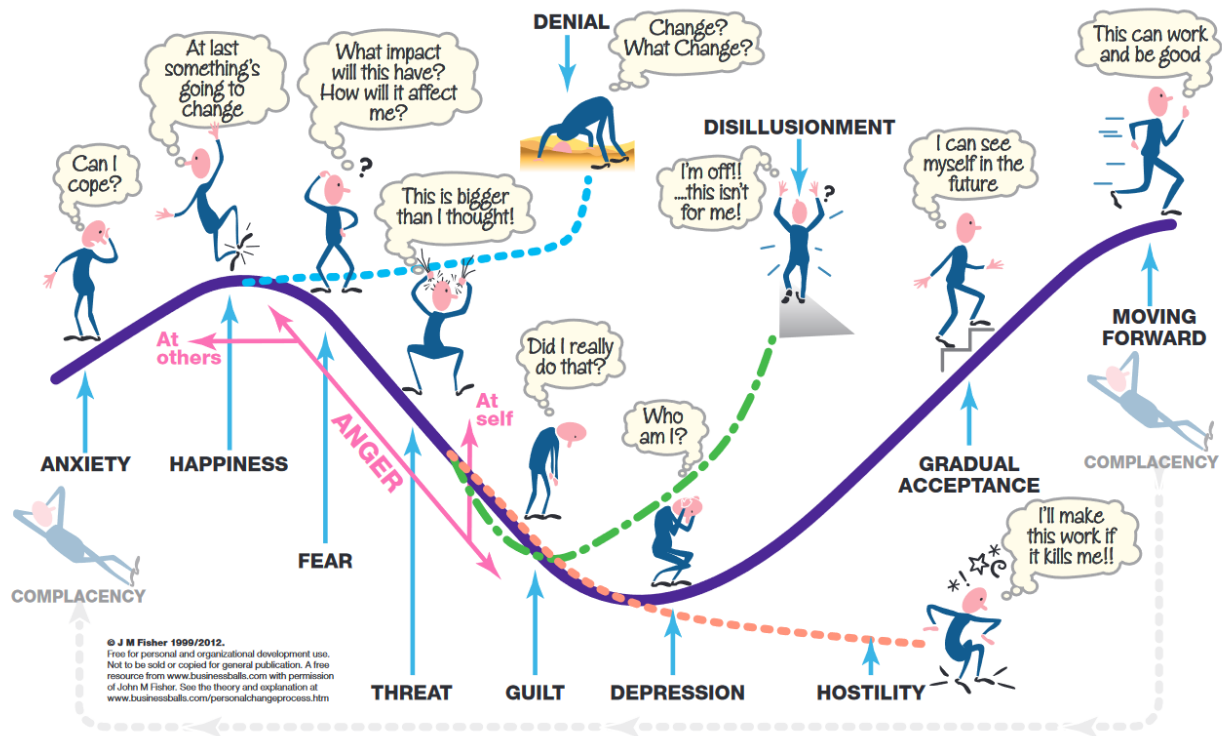 Can I
cope?
At last
something's
going to
change
What impact
will this have?
How will it affect
me?
?
This is bigger
than I thought!
DENIAL
Change?
What Change?
DISILLUSIONMENT
I'm off!!
....this isn't
for me!
?
I can see
myself in the
future
This can work
and be good
At
others
ANGER
At
self
Did I really
do that?
Who
am I?
MOVING
FORWARD
COMPLACENCY
ANXIETY
HAPPINESS
GRADUAL
ACCEPTANCE
I'll make
this work if
it kills me!!
FEAR
COMPLACENCY
THREAT
GUILT
DEPRESSION
HOSTILITY
© J M Fisher 1999/2012.
Free for personal and organizational development use.
Not to be sold or copied for general publication. A free
resource from www.businessballs.com with permission
of John M Fisher. See the theory and explanation at
www.businessballs.com/personalchangeprocess.htm